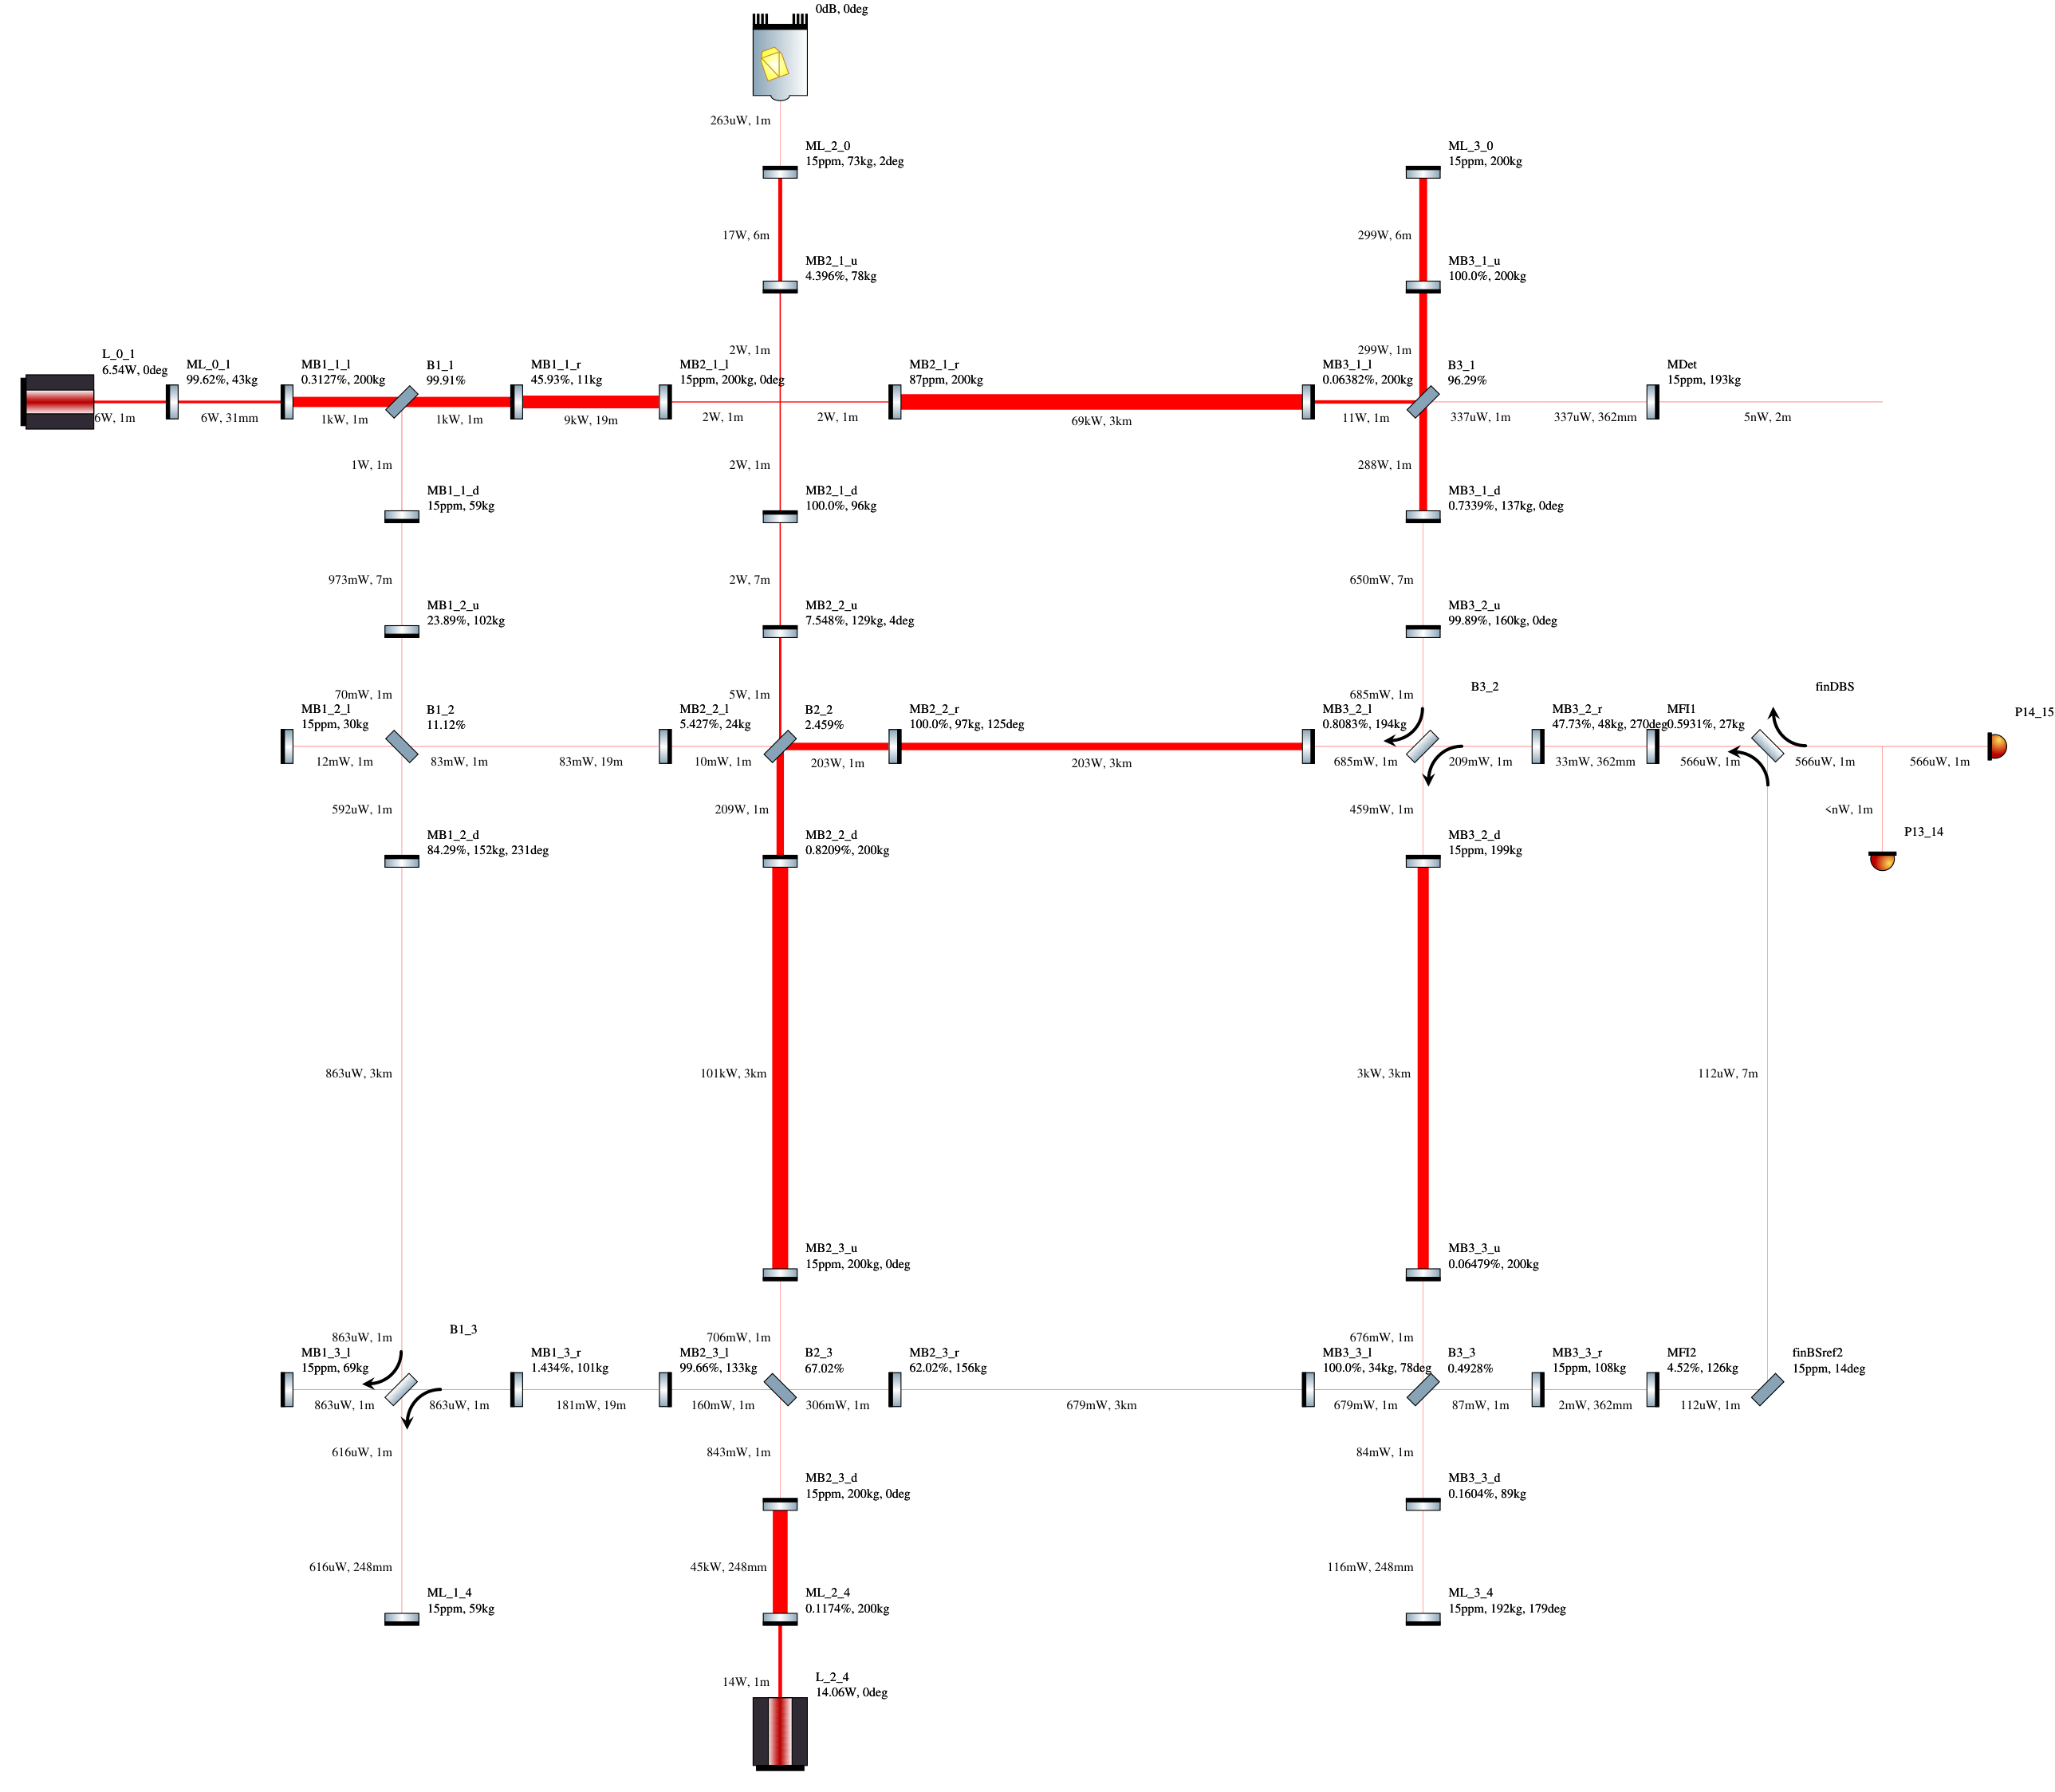 0dB, 0deg
263uW, 1m
ML_2_0
15ppm, 73kg, 2deg
ML_3_0
15ppm, 200kg
17W, 6m
299W, 6m
MB2_1_u
4.396%, 78kg
MB3_1_u
100.0%, 200kg
2W, 1m
299W, 1m
L_0_1
6.54W, 0deg
ML_0_1
99.62%, 43kg
MB1_1_l
0.3127%, 200kg
B1_1
99.91%
MB1_1_r
45.93%, 11kg
MB2_1_l
15ppm, 200kg, 0deg
MB2_1_r
87ppm, 200kg
MB3_1_l
0.06382%, 200kg
B3_1
96.29%
MDet
15ppm, 193kg
6W, 1m
6W, 31mm
1kW, 1m
1kW, 1m
9kW, 19m
2W, 1m
2W, 1m
69kW, 3km
11W, 1m
337uW, 1m
337uW, 362mm
5nW, 2m
1W, 1m
2W, 1m
288W, 1m
MB1_1_d
15ppm, 59kg
MB2_1_d
100.0%, 96kg
MB3_1_d
0.7339%, 137kg, 0deg
973mW, 7m
2W, 7m
650mW, 7m
MB1_2_u
23.89%, 102kg
MB2_2_u
7.548%, 129kg, 4deg
MB3_2_u
99.89%, 160kg, 0deg
70mW, 1m
5W, 1m
685mW, 1m
MB1_2_l
15ppm, 30kg
B1_2
11.12%
MB2_2_l
5.427%, 24kg
B2_2
2.459%
MB2_2_r
100.0%, 97kg, 125deg
MB3_2_l
0.8083%, 194kg
B3_2
MB3_2_r
47.73%, 48kg, 270deg
MFI1
0.5931%, 27kg
finDBS
P14_15
12mW, 1m
83mW, 1m
83mW, 19m
10mW, 1m
203W, 1m
203W, 3km
685mW, 1m
209mW, 1m
33mW, 362mm
566uW, 1m
566uW, 1m
566uW, 1m
592uW, 1m
209W, 1m
459mW, 1m
<nW, 1m
P13_14
MB1_2_d
84.29%, 152kg, 231deg
MB2_2_d
0.8209%, 200kg
MB3_2_d
15ppm, 199kg
863uW, 3km
101kW, 3km
3kW, 3km
112uW, 7m
MB2_3_u
15ppm, 200kg, 0deg
MB3_3_u
0.06479%, 200kg
863uW, 1m
706mW, 1m
676mW, 1m
MB1_3_l
15ppm, 69kg
B1_3
MB1_3_r
1.434%, 101kg
MB2_3_l
99.66%, 133kg
B2_3
67.02%
MB2_3_r
62.02%, 156kg
MB3_3_l
100.0%, 34kg, 78deg
B3_3
0.4928%
MB3_3_r
15ppm, 108kg
MFI2
4.52%, 126kg
finBSref2
15ppm, 14deg
863uW, 1m
863uW, 1m
181mW, 19m
160mW, 1m
306mW, 1m
679mW, 3km
679mW, 1m
87mW, 1m
2mW, 362mm
112uW, 1m
616uW, 1m
843mW, 1m
84mW, 1m
MB2_3_d
15ppm, 200kg, 0deg
MB3_3_d
0.1604%, 89kg
616uW, 248mm
45kW, 248mm
116mW, 248mm
ML_1_4
15ppm, 59kg
ML_2_4
0.1174%, 200kg
ML_3_4
15ppm, 192kg, 179deg
14W, 1m
L_2_4
14.06W, 0deg